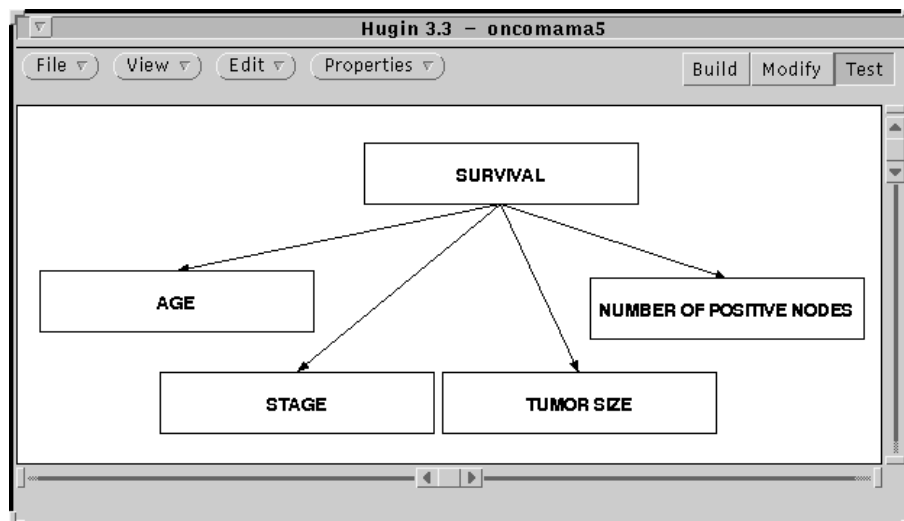 Hugin 3.3 – oncomama5
File View Edit Properties Build Modify Test
SURVIVAL
AGE
NUMBER OF POSITIVE NODES
STAGE
TUMOR SIZE